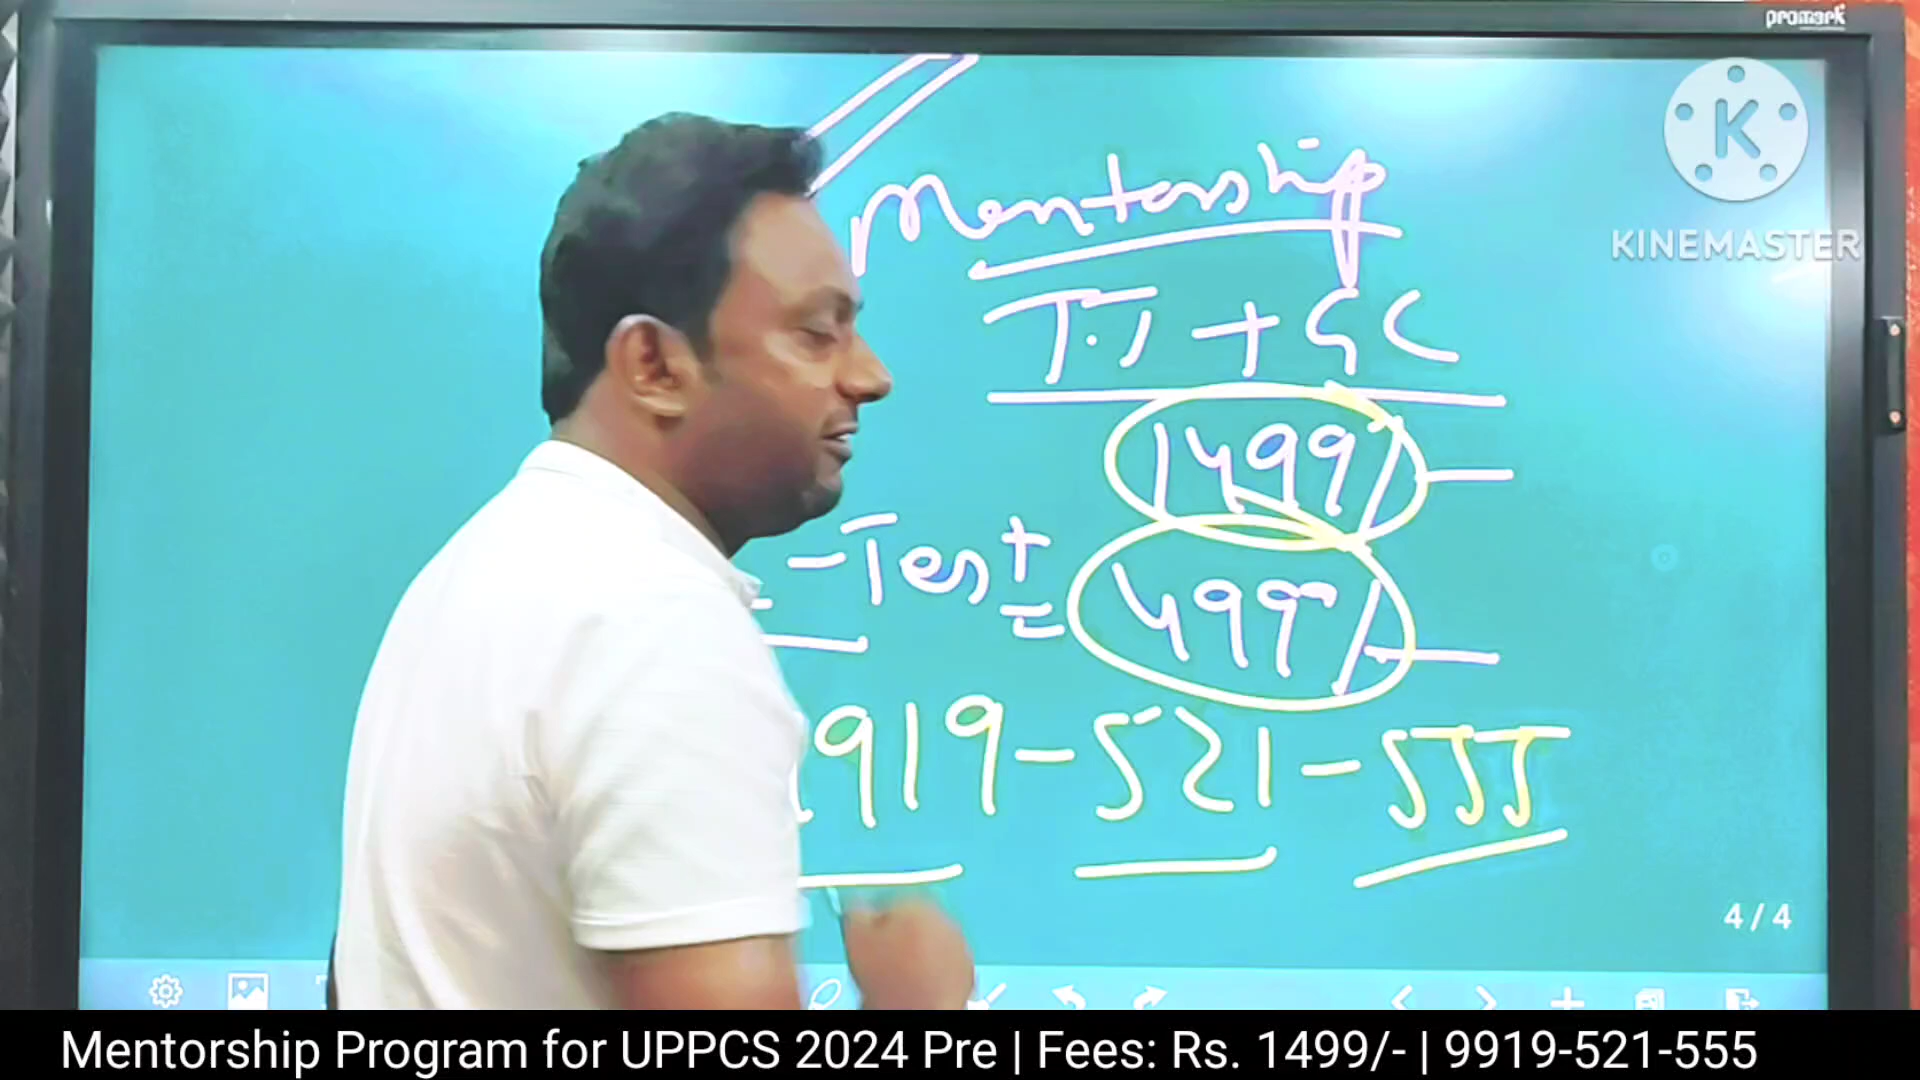 promark
Mentorship
KINEMASTER
T.T + GC
1499/-
- Test = 499/-
9919-521-555
4/4
Mentorship Program for UPPCS 2024 Pre | Fees: Rs. 1499/- | 9919-521-555